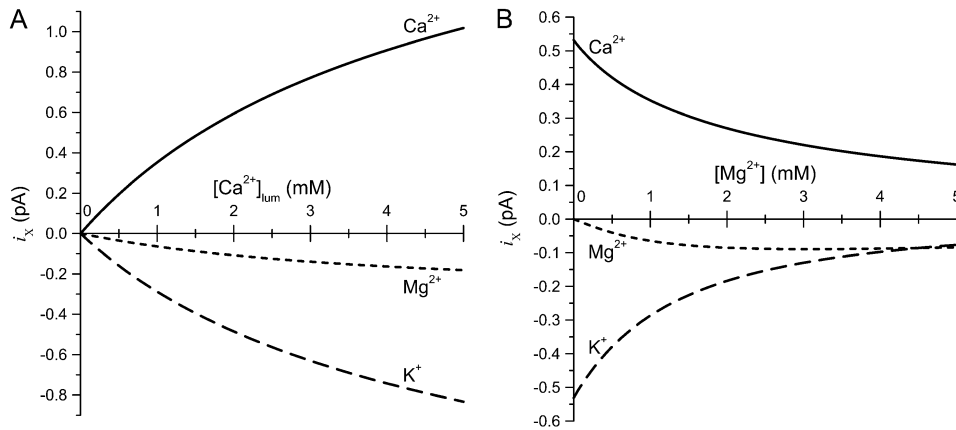 A
Ca²⁺
1.0
0.8
0.6
0.4
0.2
0.0
-0.2
-0.4
-0.6
-0.8
iₓ (pA)
[Ca²⁺]lum (mM)
0 1 2 3 4 5
Mg²⁺
K⁺
B
0.6
0.5
0.4
0.3
0.2
0.1
0.0
-0.1
-0.2
-0.3
-0.4
-0.5
-0.6
Ca²⁺
iₓ (pA)
[Mg²⁺] (mM)
0 1 2 3 4 5
Mg²⁺
K⁺